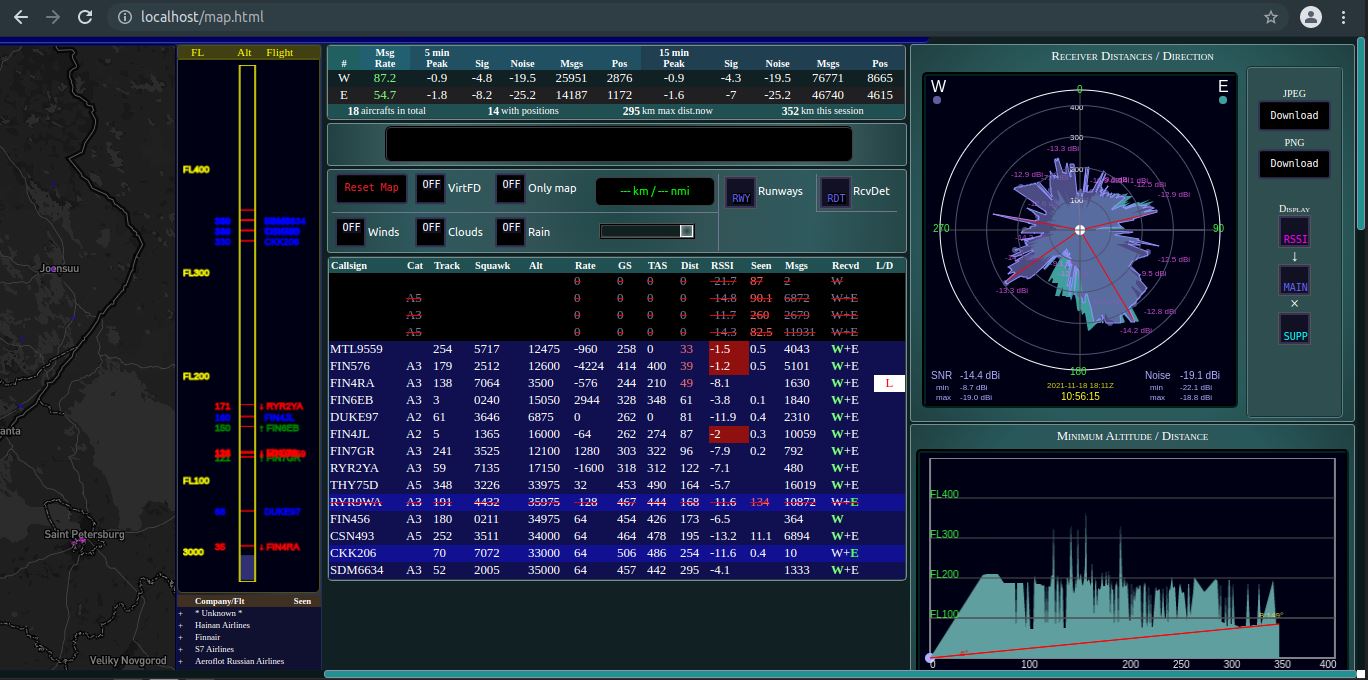 localhost/map.html
FL Alt Flight
FL400
FL300
CKK206
FL200
171 ↓ RYR2YA
FIN4JL
150 ↑ FIN6EB
FL100
DUKE97
3000 36 ↓ FIN4RA
Joensuu
anta
Saint Petersburg
Veliky Novgorod
Company/Flt Seen
+ * Unknown *
+ Hainan Airlines
+ Finnair
+ S7 Airlines
+ Aeroflot Russian Airlines
Msg 5 min 15 min
# Rate Peak Sig Noise Msgs Pos Peak Sig Noise Msgs Pos
W 87.2 -0.9 -4.8 -19.5 25951 2876 -0.9 -4.3 -19.5 76771 8665
E 54.7 -1.8 -8.2 -25.2 14187 1172 -1.6 -7 -25.2 46740 4615
18 aircrafts in total 14 with positions 295 km max dist.now 352 km this session
Reset Map OFF VirtFD OFF Only map --- km / --- nmi RWY Runways RDT RcvDet
OFF Winds OFF Clouds OFF Rain
Callsign Cat Track Squawk Alt Rate GS TAS Dist RSSI Seen Msgs Recvd L/D
0 0 0 0 -21.7 87 2 W
A5 0 0 0 0 -14.8 90.1 6872 W+E
A3 0 0 0 0 -11.7 260 2679 W+E
A5 0 0 0 0 -14.3 82.5 11931 W+E
MTL9559 254 5717 12475 -960 258 0 33 -1.5 0.5 4043 W+E
FIN576 A3 179 2512 12600 -4224 414 400 39 -1.2 0.5 5101 W+E
FIN4RA A3 138 7064 3500 -576 244 210 49 -8.1 1630 W+E L
FIN6EB A3 3 0240 15050 2944 328 348 61 -3.8 0.1 1840 W+E
DUKE97 A2 61 3646 6875 0 262 0 81 -11.9 0.4 2310 W+E
FIN4JL A2 5 1365 16000 -64 262 274 87 -2 0.3 10059 W+E
FIN7GR A3 241 3525 12100 1280 303 322 96 -7.9 0.2 792 W+E
RYR2YA A3 59 7135 17150 -1600 318 312 122 -7.1 480 W+E
THY75D A5 348 3226 33975 32 453 490 164 -5.7 16019 W+E
RYR9WA A3 191 4432 35975 -128 467 444 168 -11.6 134 10872 W+E
FIN456 A3 180 0211 34975 64 454 426 173 -6.5 364 W
CSN493 A5 252 3511 34000 64 464 478 195 -13.2 11.1 6894 W+E
CKK206 70 7072 33000 64 506 486 254 -11.6 0.4 10 W+E
SDM6634 A3 52 2005 35000 64 457 442 295 -4.1 1333 W+E
Receiver Distances / Direction
W E
0
400
300
200
100
270 90
180
-13.3 dBi
-12.9 dBi
-12.5 dBi
-12.9 dBi
-12.5 dBi
-9.5 dBi
-12.8 dBi
-14.2 dBi
-13.3 dBi
SNR -14.4 dBi
min -8.7 dBi
max -19.0 dBi
2021-11-18 18:11Z
10:56:15
Noise -19.1 dBi
min -22.1 dBi
max -18.8 dBi
JPEG
Download
PNG
Download
Display
RSSI
↓
MAIN
×
SUPP
Minimum Altitude / Distance
FL400
FL300
FL200
FL100
0 100 200 250 300 350 400